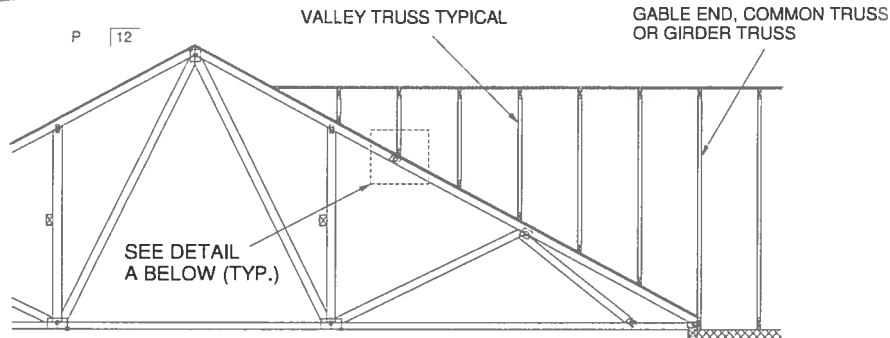 VALLEY TRUSS TYPICAL
GABLE END, COMMON TRUSS
OR GIRDER TRUSS
P 12
SEE DETAIL
A BELOW (TYP.)